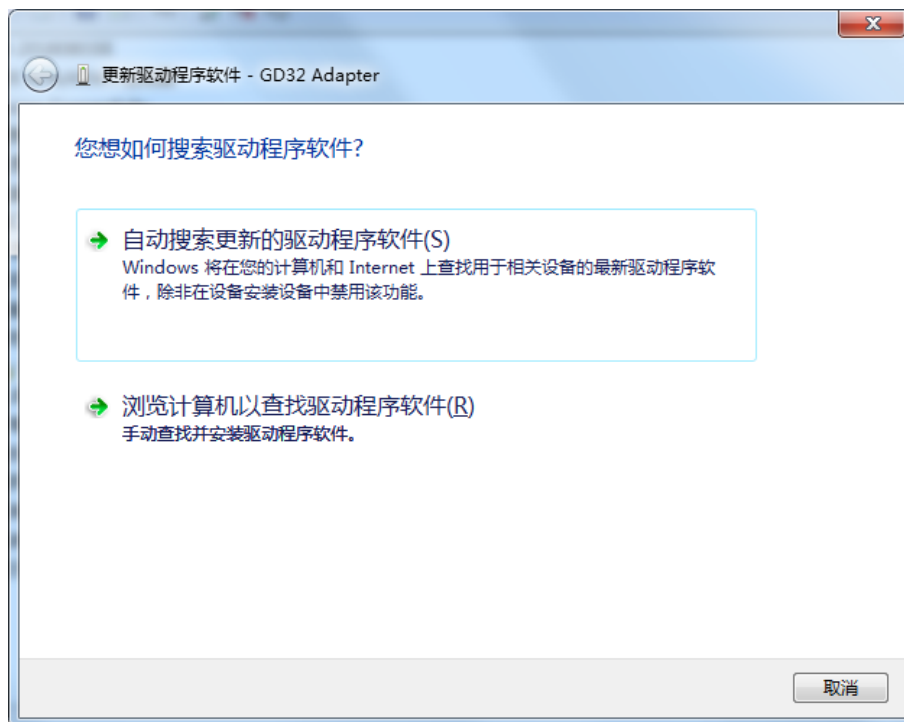 更新驱动程序软件 - GD32 Adapter
您想如何搜索驱动程序软件?
自动搜索更新的驱动程序软件(S)
Windows 将在您的计算机和 Internet 上查找用于相关设备的最新驱动程序软
件，除非在设备安装设备中禁用该功能。
浏览计算机以查找驱动程序软件(R)
手动查找并安装驱动程序软件。
取消